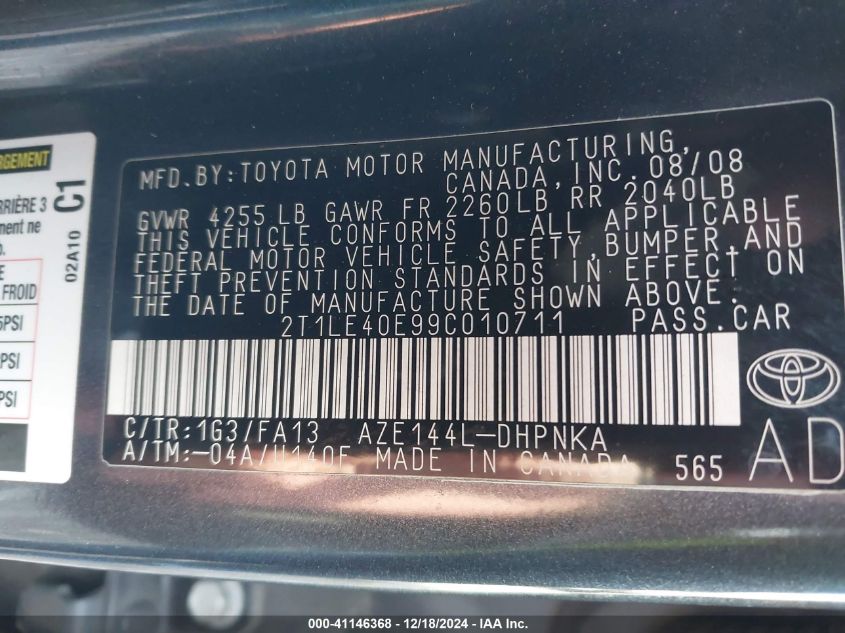 RGEMENT
RRIÈRE 3
ment ne
FROID
5PSI
PSI
PSI
C1
02A10
MFD.BY:TOYOTA MOTOR MANUFACTURING,
CANADA, INC. 08/08
GVWR 4255 LB GAWR FR 2260LB, RR 2040LB
THIS VEHICLE CONFORMS TO ALL APPLICABLE
FEDERAL MOTOR VEHICLE SAFETY, BUMPER, AND
THEFT PREVENTION STANDARDS IN EFFECT ON
THE DATE OF MANUFACTURE SHOWN ABOVE.
2T1LE40E99C010711 PASS.CAR
C/TR:1G3/FA13 AZE144L-DHPNKA
A/TM:-04A/U140F MADE IN CANADA 565
AD
000-41146368 | 12/18/2024 - IAA Inc.